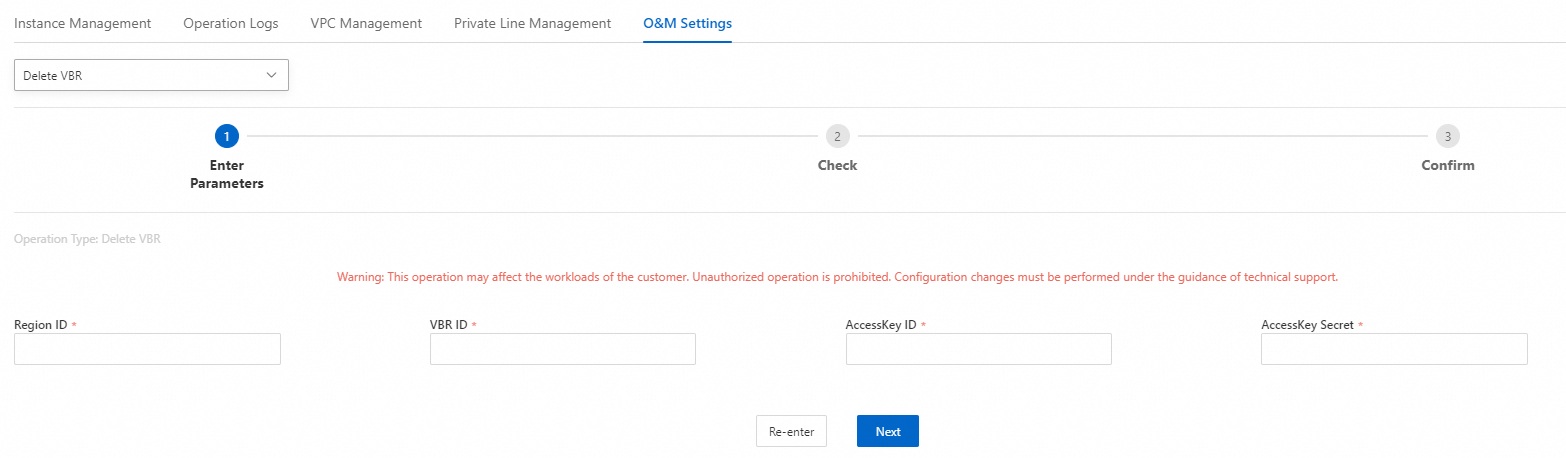 Instance Management Operation Logs VPC Management Private Line Management O&M Settings
Delete VBR
1 2 3
Enter Check Confirm
Parameters
Operation Type: Delete VBR
Warning: This operation may affect the workloads of the customer. Unauthorized operation is prohibited. Configuration changes must be performed under the guidance of technical support.
Region ID * VBR ID * AccessKey ID * AccessKey Secret *
Re-enter Next